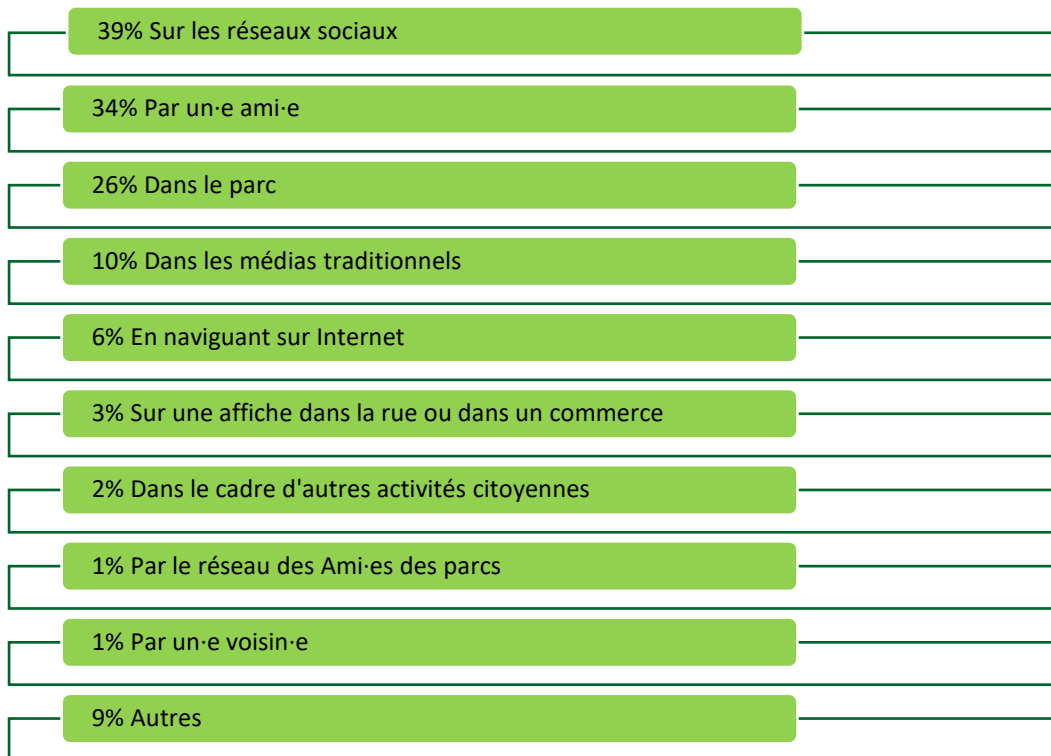 39% Sur les réseaux sociaux
34% Par un·e ami·e
26% Dans le parc
10% Dans les médias traditionnels
6% En naviguant sur Internet
3% Sur une affiche dans la rue ou dans un commerce
2% Dans le cadre d'autres activités citoyennes
1% Par le réseau des Ami·es des parcs
1% Par un·e voisin·e
9% Autres